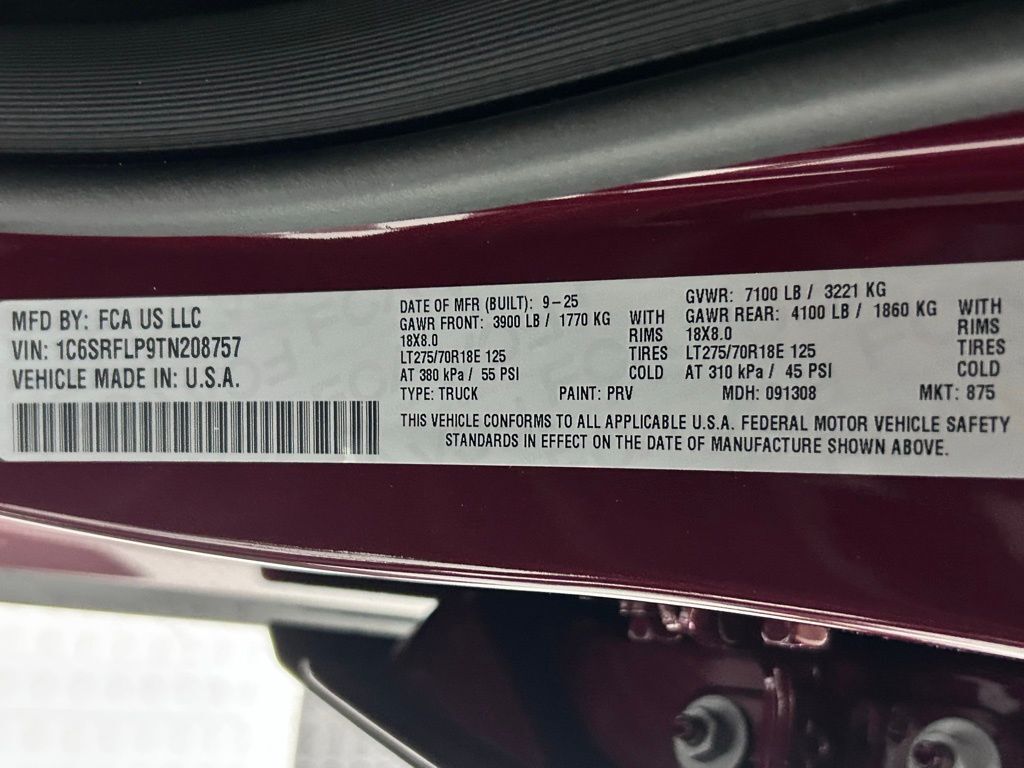 MFD BY: FCA US LLC
VIN: 1C6SRFLP9TN208757
VEHICLE MADE IN: U.S.A.
DATE OF MFR (BUILT): 9-25
GAWR FRONT: 3900 LB / 1770 KG WITH
18X8.0 RIMS
LT275/70R18E 125 TIRES
AT 380 kPa / 55 PSI COLD
GVWR: 7100 LB / 3221 KG
GAWR REAR: 4100 LB / 1860 KG WITH
18X8.0 RIMS
LT275/70R18E 125 TIRES
AT 310 kPa / 45 PSI COLD
TYPE: TRUCK PAINT: PRV MDH: 091308 MKT: 875
THIS VEHICLE CONFORMS TO ALL APPLICABLE U.S.A. FEDERAL MOTOR VEHICLE SAFETY
STANDARDS IN EFFECT ON THE DATE OF MANUFACTURE SHOWN ABOVE.